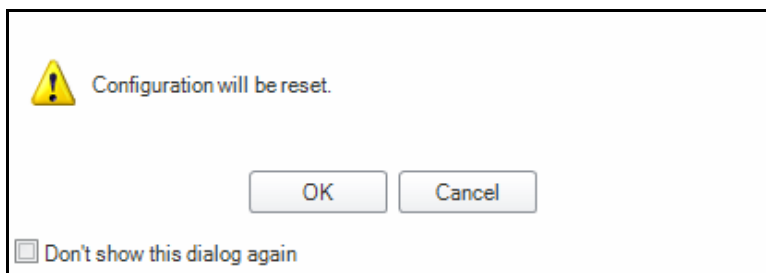 Configuration will be reset.
OK Cancel
Don't show this dialog again